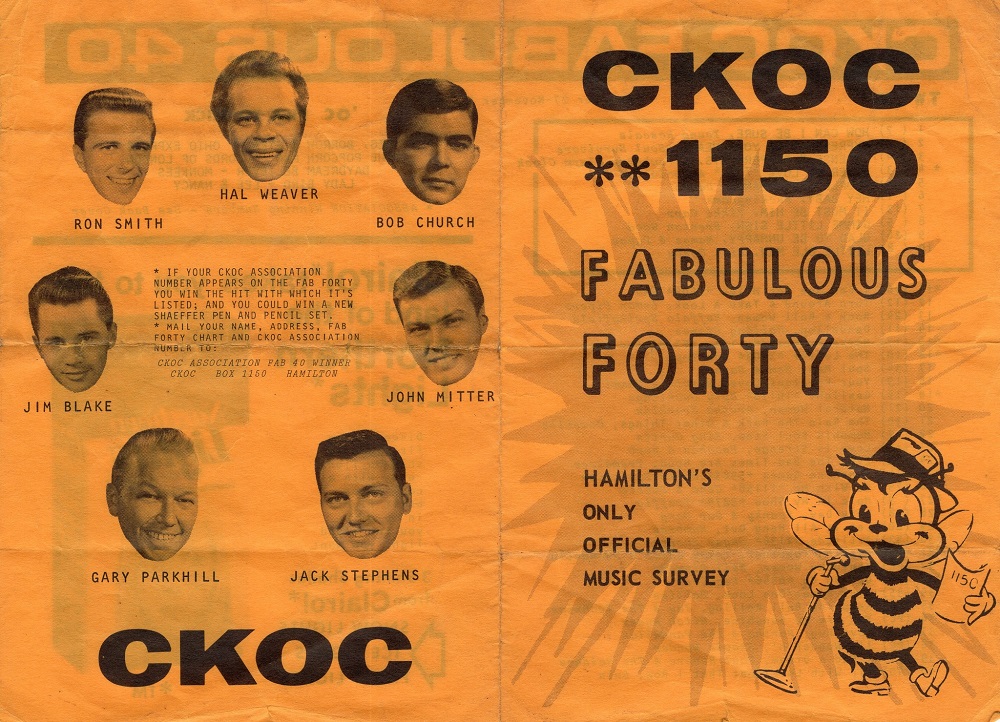 RON SMITH
HAL WEAVER
BOB CHURCH
* IF YOUR CKOC ASSOCIATION
NUMBER APPEARS ON THE FAB FORTY
YOU WIN THE HIT WITH WHICH IT'S
LISTED; AND YOU COULD WIN A NEW
SHAEFFER PEN AND PENCIL SET.
* MAIL YOUR NAME, ADDRESS, FAB
FORTY CHART AND CKOC ASSOCIATION
NUMBER TO:
CKOC ASSOCIATION FAB 40 WINNER
CKOC BOX 1150 HAMILTON
JIM BLAKE
JOHN MITTER
GARY PARKHILL
JACK STEPHENS
CKOC
CKOC
**1150
FABULOUS
FORTY
HAMILTON'S
ONLY
OFFICIAL
MUSIC SURVEY
1150